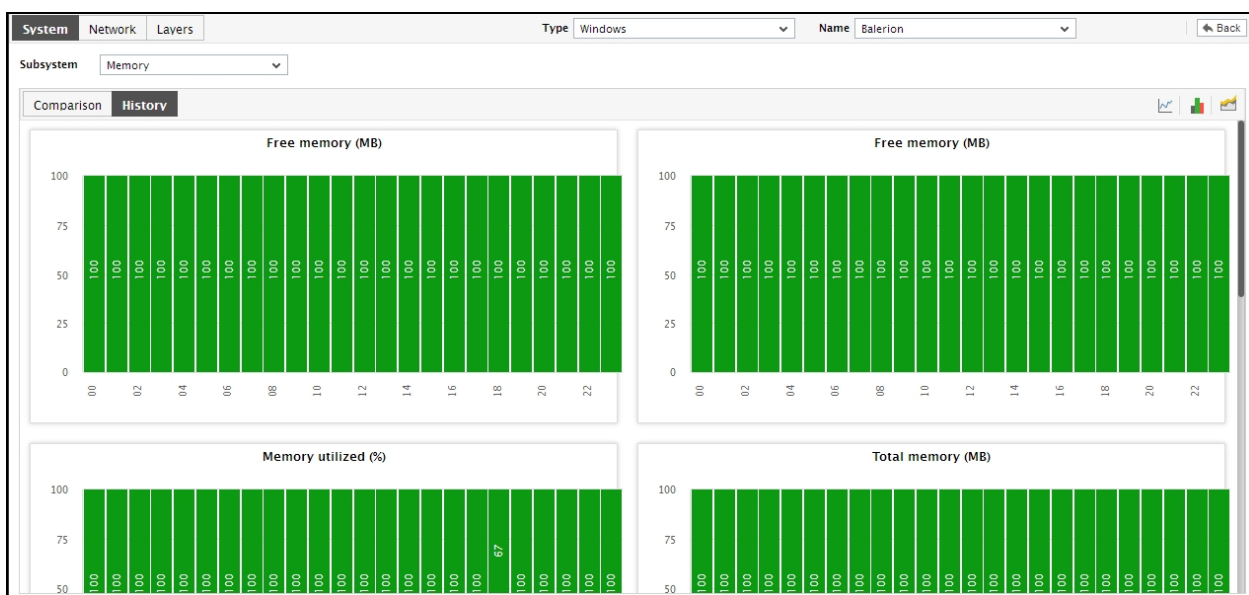 System Network Layers Type Windows Name Balerion Back
Subsystem Memory
Comparison History
Free memory (MB)
100
75
50
25
0
100 100 100 100 100 100 100 100 100 100 100 100 100 100 100 100 100 100 100 100 100 100 100 100
00 02 04 06 08 10 12 14 16 18 20 22
Free memory (MB)
100
75
50
25
0
100 100 100 100 100 100 100 100 100 100 100 100 100 100 100 100 100 100 100 100 100 100 100 100
00 02 04 06 08 10 12 14 16 18 20 22
Memory utilized (%)
100
75
50
100 100 100 100 100 100 100 100 100 100 100 100 100 100 100 100 100 100 67 100 100 100 100 100
Total memory (MB)
100
75
50
100 100 100 100 100 100 100 100 100 100 100 100 100 100 100 100 100 100 100 100 100 100 100 100